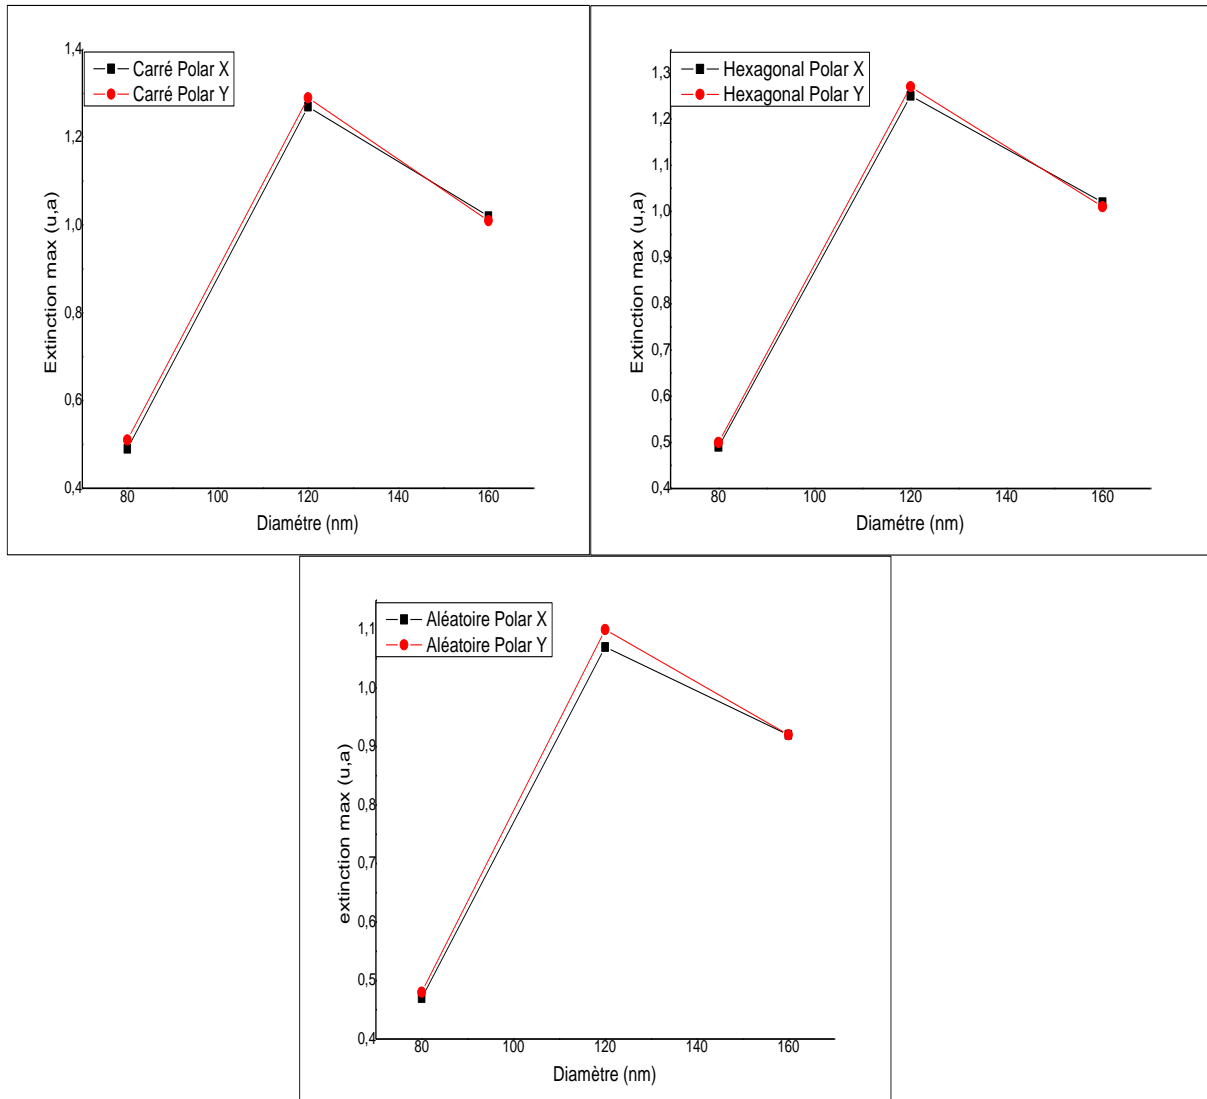 1,4
1,2
1,0
0,8
0,6
0,4
Extinction max (u,a)
Carré Polar X
Carré Polar Y
80 100 120 140 160
Diamétre (nm)
1,3
1,2
1,1
1,0
0,9
0,8
0,7
0,6
0,5
0,4
Extinction max (u,a)
Hexagonal Polar X
Hexagonal Polar Y
80 100 120 140 160
Diamétre (nm)
1,1
1,0
0,9
0,8
0,7
0,6
0,5
0,4
extinction max (u,a)
Aléatoire Polar X
Aléatoire Polar Y
80 100 120 140 160
Diamètre (nm)